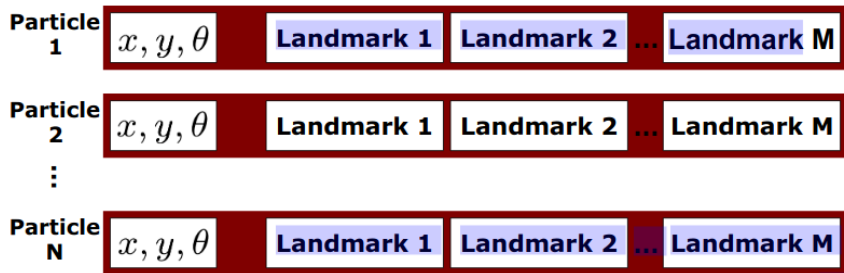 Particle
1
x, y, θ Landmark 1 Landmark 2 ... Landmark M
Particle
2
x, y, θ Landmark 1 Landmark 2 ... Landmark M
⋮
Particle
N
x, y, θ Landmark 1 Landmark 2 ... Landmark M